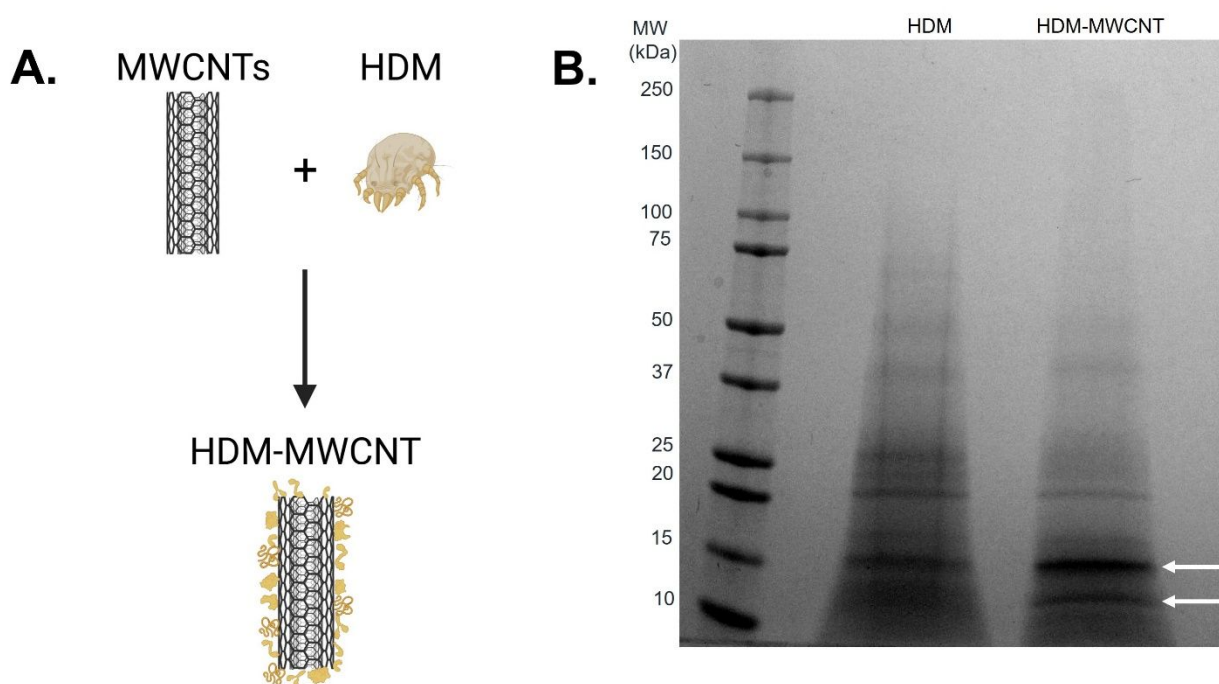 A.
MWCNTs
HDM
+
HDM-MWCNT
B.
MW
(kDa)
HDM
HDM-MWCNT
250
150
100
75
50
37
25
20
15
10